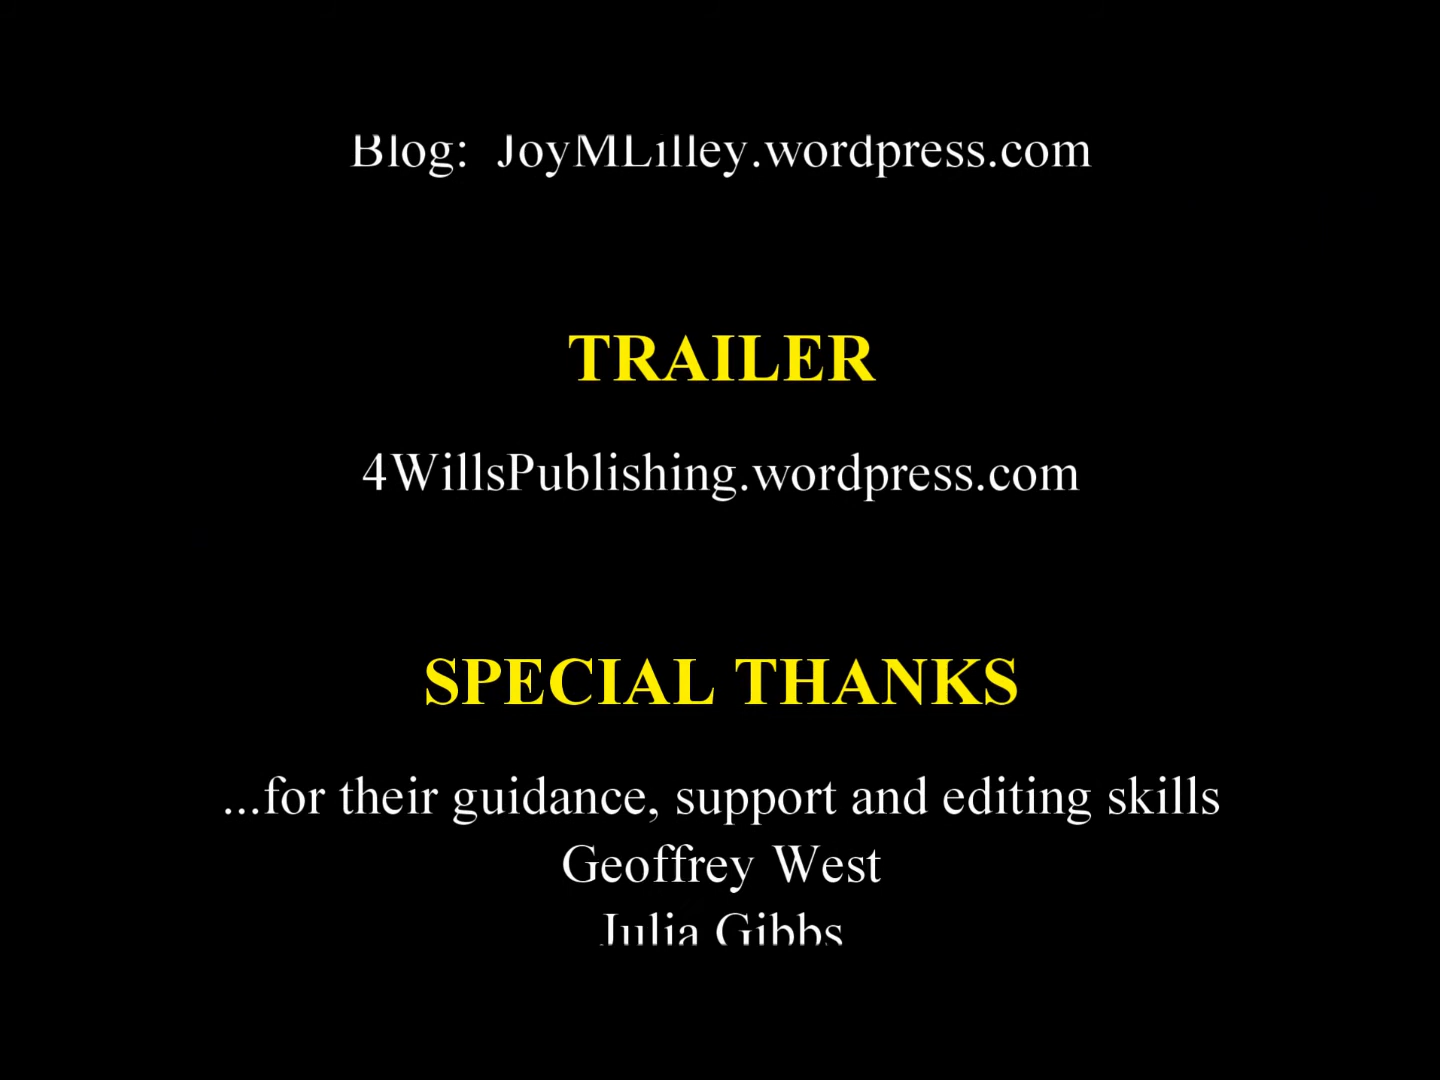 Blog:  JoyMLilley.wordpress.com
TRAILER
4WillsPublishing.wordpress.com
SPECIAL THANKS
...for their guidance, support and editing skills
Geoffrey West
Julia Gibbs